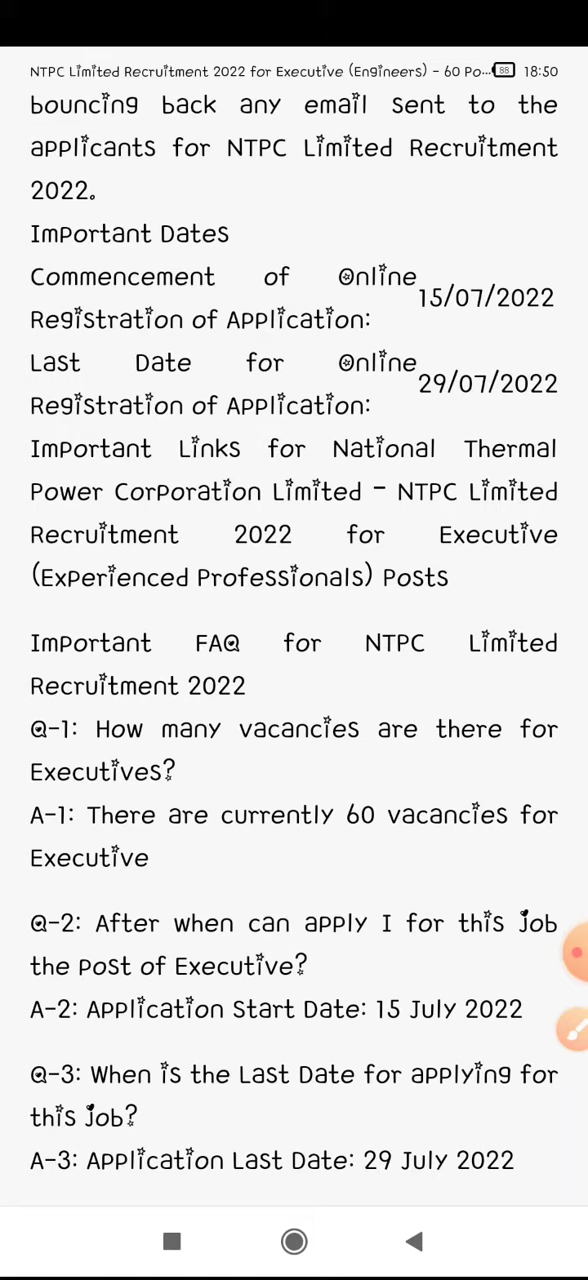 NTPC Limited Recruitment 2022 for Executive (Engineers) - 60 Po... 88 18:50
bouncing back any email sent to the
applicants for NTPC Limited Recruitment
2022.
Important Dates
Commencement of Online
15/07/2022
Registration of Application:
Last Date for Online
29/07/2022
Registration of Application:
Important Links for National Thermal
Power Corporation Limited – NTPC Limited
Recruitment 2022 for Executive
(Experienced Professionals) Posts
Important FAQ for NTPC Limited
Recruitment 2022
Q-1: How many vacancies are there for
Executives?
A-1: There are currently 60 vacancies for
Executive
Q-2: After when can apply I for this job
the post of Executive?
A-2: Application Start Date: 15 July 2022
Q-3: When is the Last Date for applying for
this job?
A-3: Application Last Date: 29 July 2022